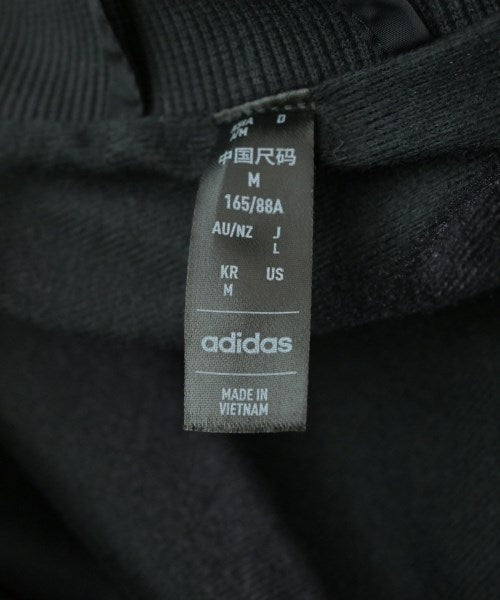 D
A/M
中国尺码
M
165/88A
AU/NZ J
L
KR US
M
adidas
MADE IN
VIETNAM